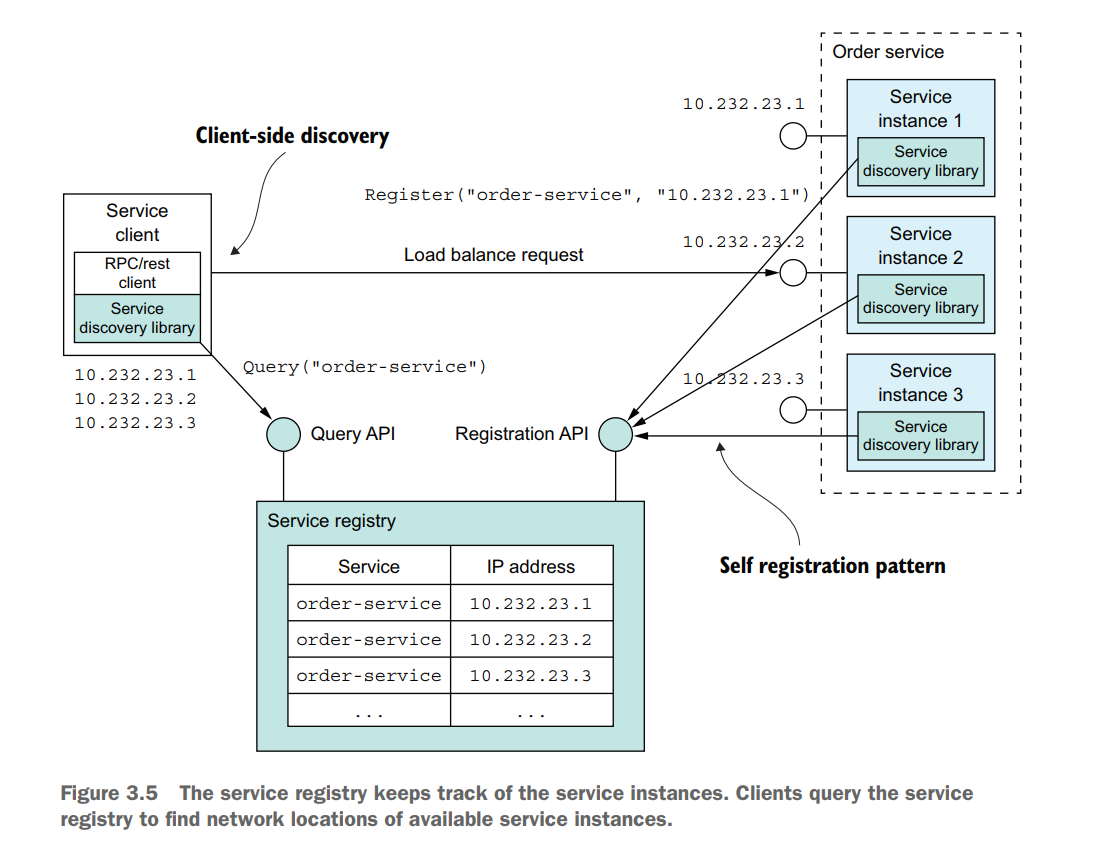 Order service
10.232.23.1
Service
instance 1
Service
discovery library
Client-side discovery
Register("order-service", "10.232.23.1")
Service
client
RPC/rest
client
Service
discovery library
10.232.23.1
10.232.23.2
10.232.23.3
Load balance request
10.232.23.2
Service
instance 2
Service
discovery library
Query("order-service")
10.232.23.3
Service
instance 3
Service
discovery library
Query API
Registration API
Self registration pattern
Service registry
Service IP address
order-service 10.232.23.1
order-service 10.232.23.2
order-service 10.232.23.3
... ...
Figure 3.5 The service registry keeps track of the service instances. Clients query the service
registry to find network locations of available service instances.